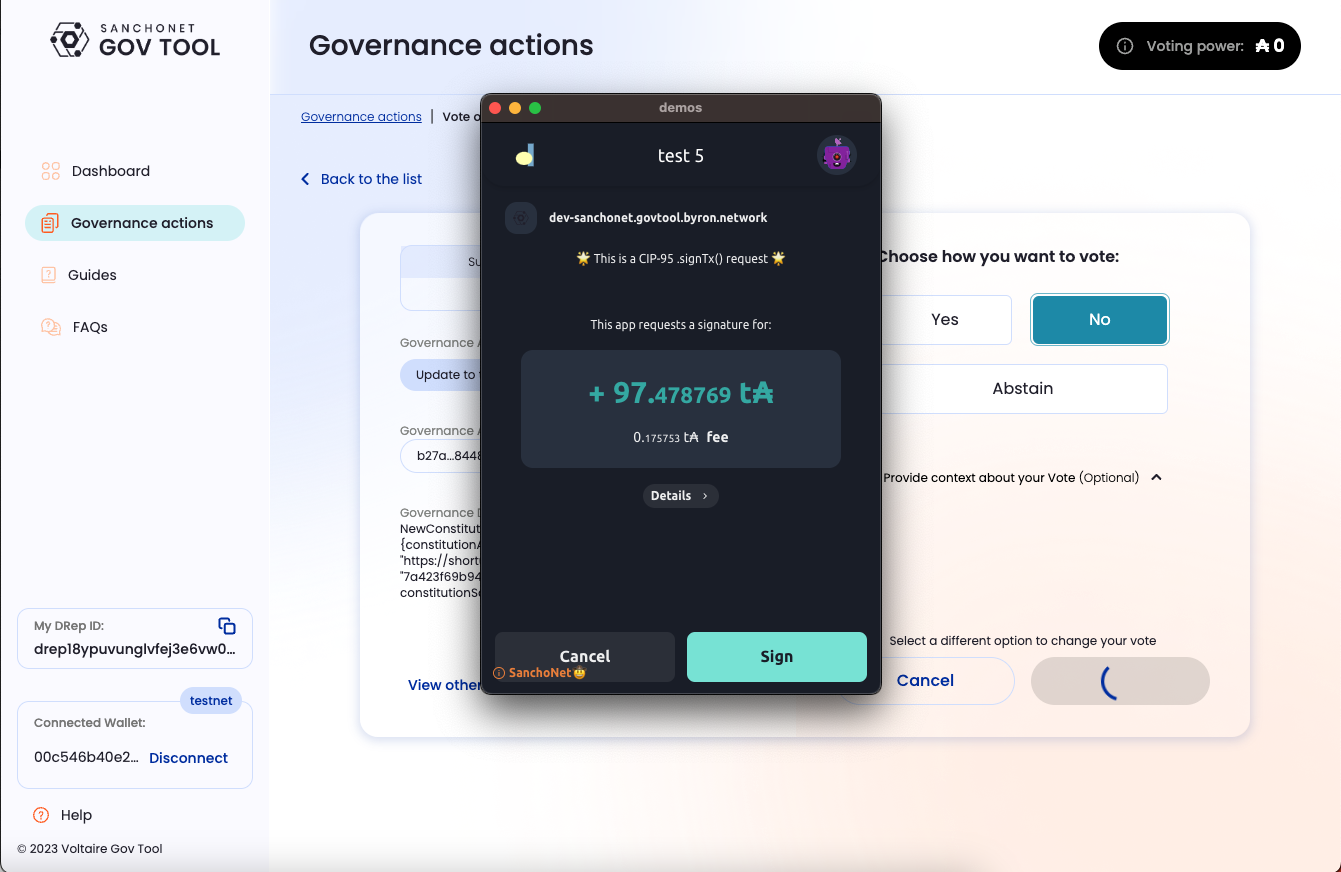 SANCHONET
GOV TOOL
Governance actions
Voting power: ₳ 0
Dashboard
Governance actions
Guides
FAQs
My DRep ID:
drep18ypuvunglvfej3e6vw0...
testnet
Connected Wallet:
00c546b40e2... Disconnect
Help
© 2023 Voltaire Gov Tool
Governance actions | Vote
Back to the list
Governance
Update to
Governance
b27a...8448
Governance
NewConstitut
{constitutionA
"https://short
"7a423f69b94
constitutionSc
View other
demos
test 5
dev-sanchonet.govtool.byron.network
🌟 This is a CIP-95 .signTx() request 🌟
This app requests a signature for:
+ 97.478769 t₳
0.175753 t₳ fee
Details ›
Cancel
Sign
SanchoNet🤠
Choose how you want to vote:
Yes
No
Abstain
Provide context about your Vote (Optional)
Select a different option to change your vote
Cancel